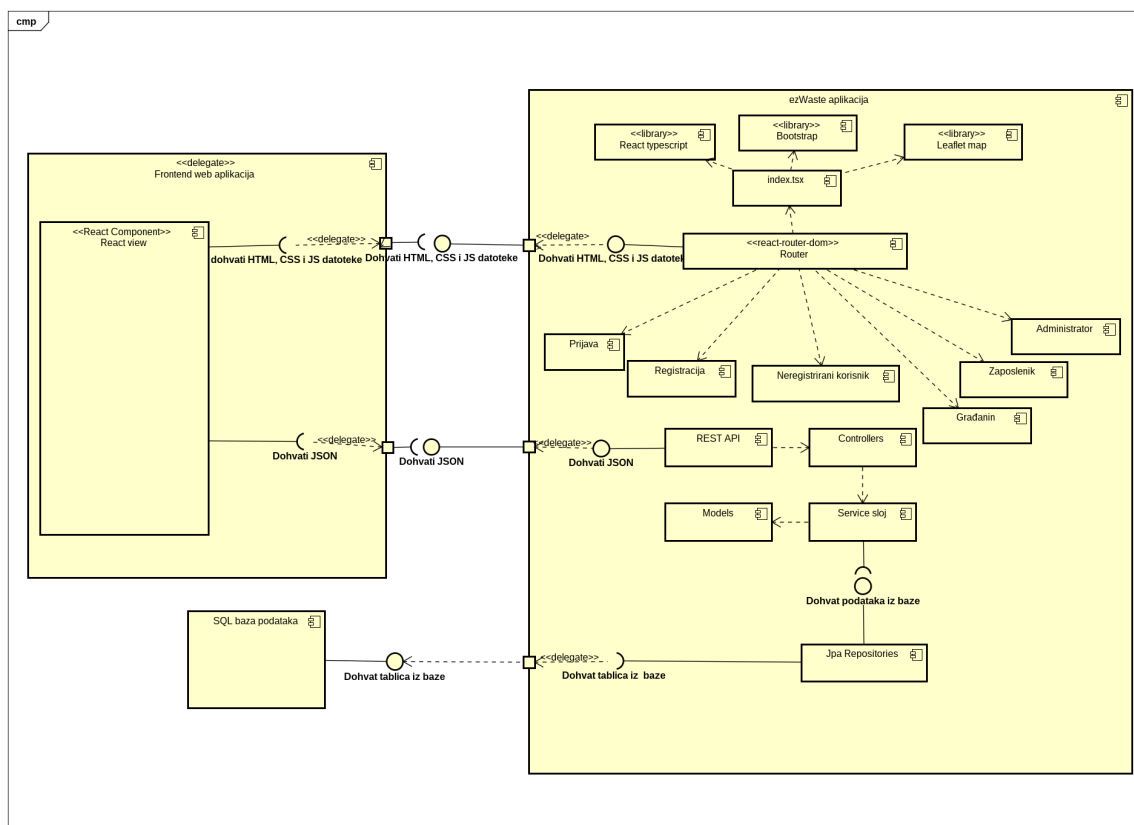 cmp
ezWaste aplikacija
<<library>>
React typescript
<<library>>
Bootstrap
<<library>>
Leaflet map
index.tsx
<<delegate>>
Frontend web aplikacija
<<React Component>>
React view
<<delegate>>
dohvati HTML, CSS i JS datoteke
Dohvati HTML, CSS i JS datoteke
<<delegate>
Dohvati HTML, CSS i JS datotek
<<react-router-dom>>
Router
Prijava
Registracija
Neregistrirani korisnik
Administrator
Zaposlenik
Građanin
<<delegate>>
Dohvati JSON
Dohvati JSON
<<delegate>>
Dohvati JSON
REST API
Controllers
Models
Service sloj
Dohvat podataka iz baze
SQL baza podataka
Dohvat tablica iz baze
<<delegate>>
Dohvat tablica iz  baze
Jpa Repositories